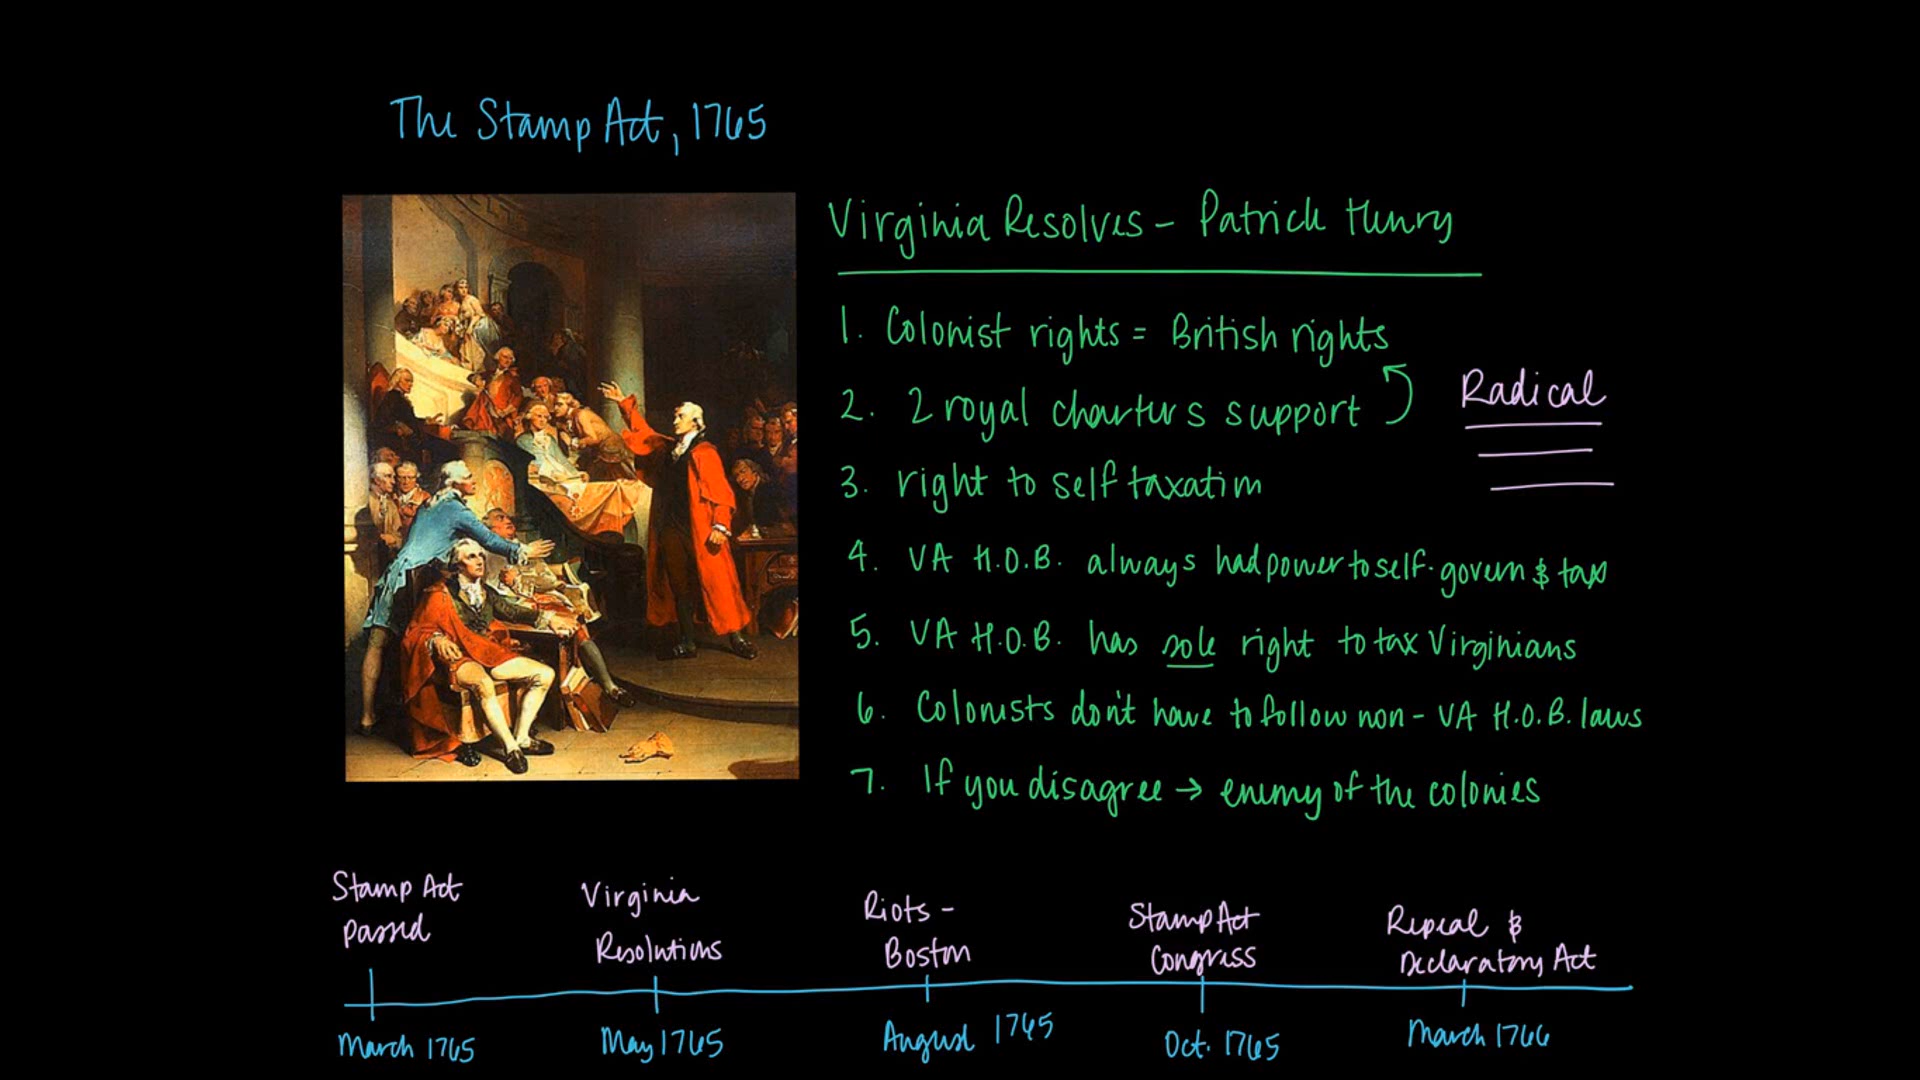 The Stamp Act, 1765
Virginia Resolves - Patrick Henry
1. Colonist rights = British rights
2. 2 royal charters support
Radical
3. right to self taxation
4. VA H.O.B. always had power to self-govern & tax
5. VA H.O.B. has sole right to tax Virginians
6. Colonists don't have to follow non-VA H.O.B. laws
7. If you disagree → enemy of the colonies
Stamp Act
passed
Virginia
Resolutions
Riots -
Boston
Stamp Act
Congress
Repeal &
Declaratory Act
March 1765
May 1765
August 1765
Oct. 1765
March 1766